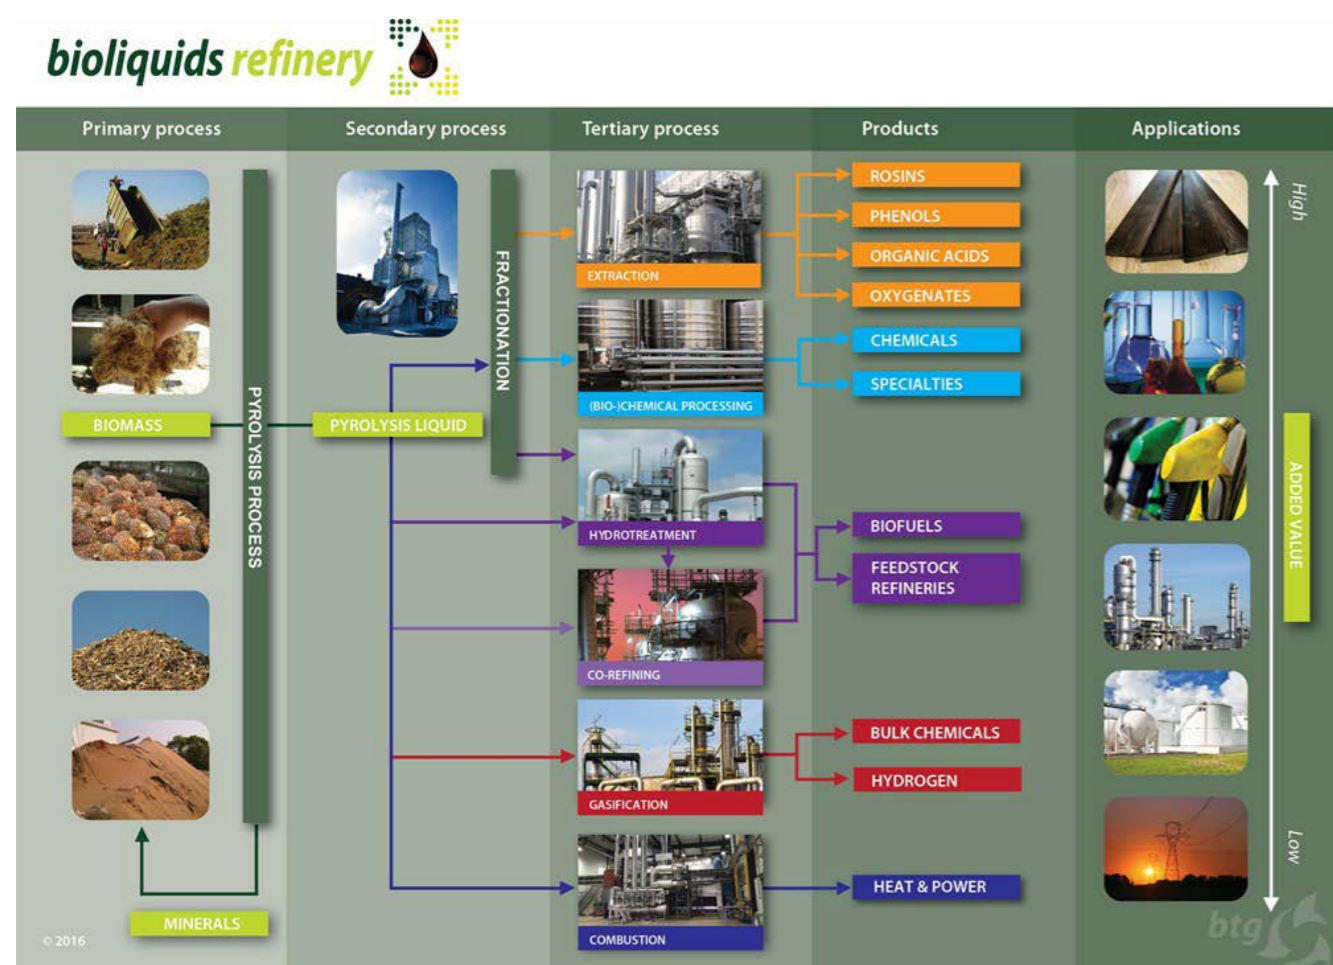 bioliquids refinery
Primary process
Secondary process
Tertiary process
Products
Applications
BIOMASS
PYROLYSIS PROCESS
MINERALS
© 2016
PYROLYSIS LIQUID
FRACTIONATION
EXTRACTION
(BIO-)CHEMICAL PROCESSING
HYDROTREATMENT
CO-REFINING
GASIFICATION
COMBUSTION
ROSINS
PHENOLS
ORGANIC ACIDS
OXYGENATES
CHEMICALS
SPECIALTIES
BIOFUELS
FEEDSTOCK
REFINERIES
BULK CHEMICALS
HYDROGEN
HEAT & POWER
High
ADDED VALUE
Low
btg